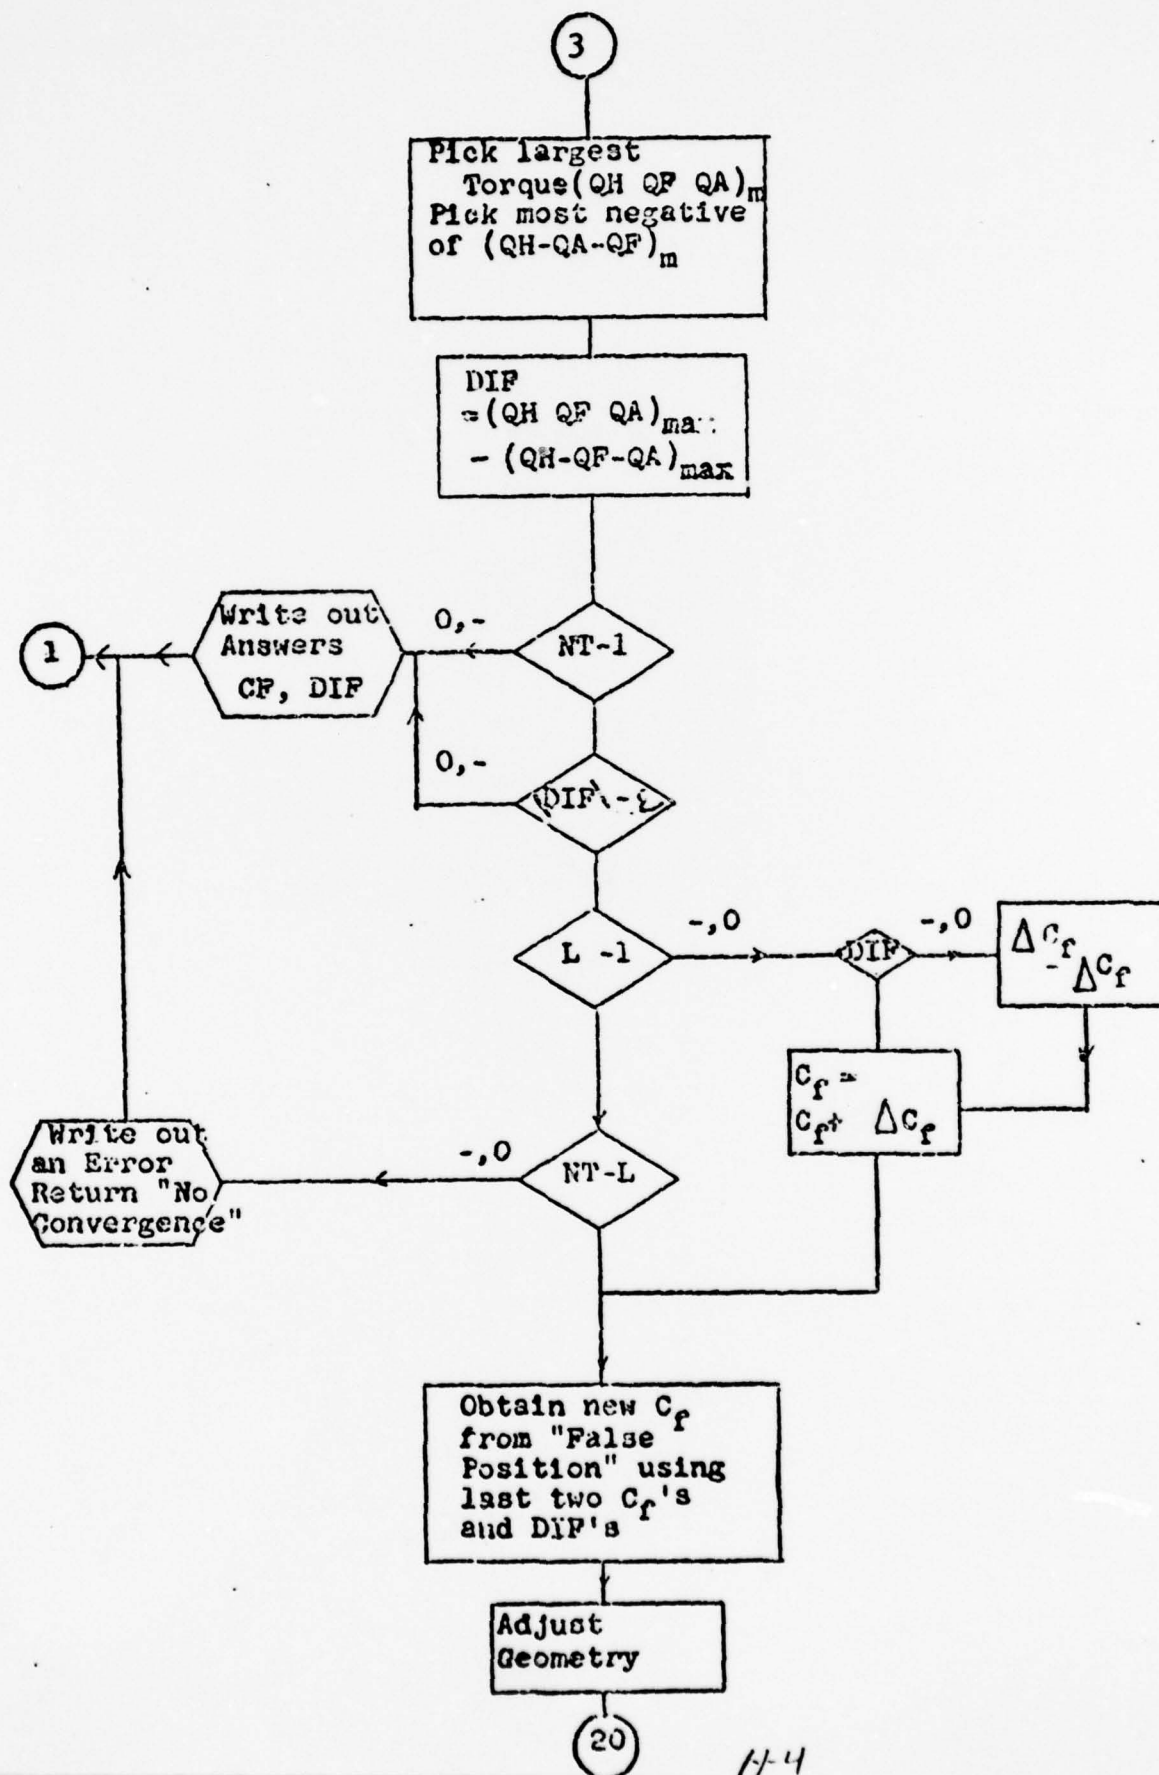 3
Pick largest
Torque(QH QF QA)m
Pick most negative
of (QH-QA-QF)m
DIF
=(QH QF QA)max
- (QH-QF-QA)max
NT-1
0,-
Write out
Answers
CF, DIF
1
0,-
|DIF|-ε
L -1
-,0
DIF
-,0
ΔCf
- ΔCf
Cf =
Cf+ ΔCf
NT-L
-,0
Write out
an Error
Return "No
Convergence"
Obtain new Cf
from "False
Position" using
last two Cf's
and DIF's
Adjust
Geometry
20
A-4